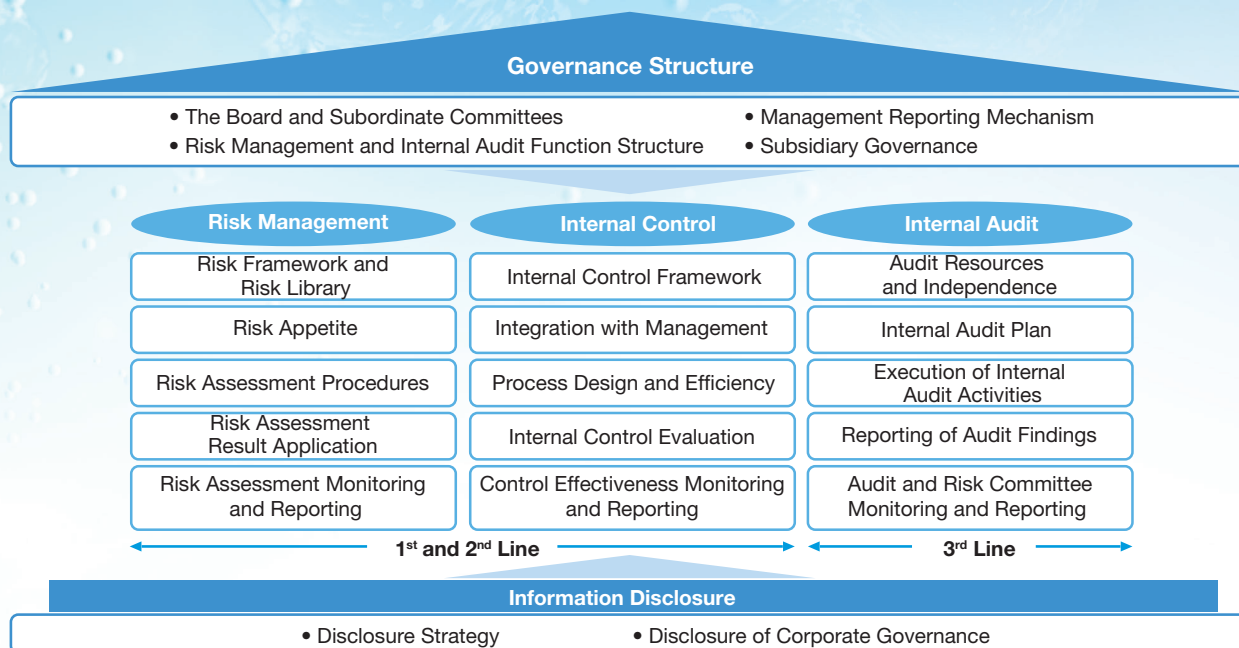 Governance Structure
• The Board and Subordinate Committees
• Management Reporting Mechanism
• Risk Management and Internal Audit Function Structure
• Subsidiary Governance
Risk Management
Internal Control
Internal Audit
Risk Framework and
Risk Library
Internal Control Framework
Audit Resources
and Independence
Risk Appetite
Integration with Management
Internal Audit Plan
Risk Assessment Procedures
Process Design and Efficiency
Execution of Internal
Audit Activities
Risk Assessment
Result Application
Internal Control Evaluation
Reporting of Audit Findings
Risk Assessment Monitoring
and Reporting
Control Effectiveness Monitoring
and Reporting
Audit and Risk Committee
Monitoring and Reporting
1st and 2nd Line
3rd Line
Information Disclosure
• Disclosure Strategy
• Disclosure of Corporate Governance